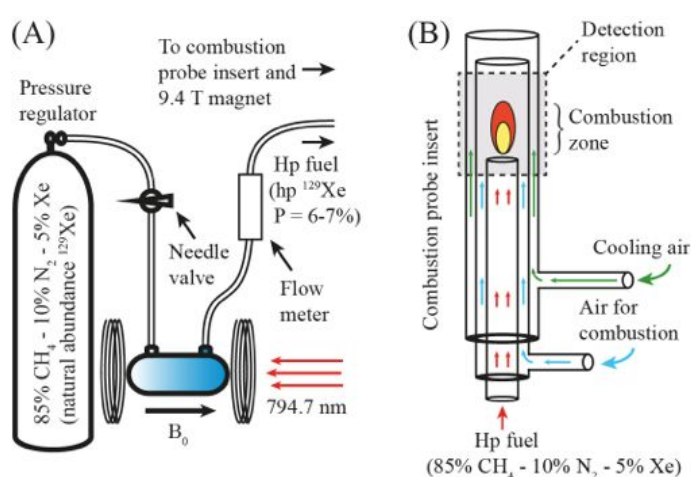 (A)
To combustion
probe insert and
9.4 T magnet
Pressure
regulator
Hp fuel
(hp ¹²⁹Xe
P = 6-7%)
85% CH₄ - 10% N₂ - 5% Xe
(natural abundance ¹²⁹Xe)
Needle
valve
Flow
meter
794.7 nm
B₀
(B)
Detection
region
Combustion
zone
Combustion probe insert
Cooling air
Air for
combustion
Hp fuel
(85% CH₄ - 10% N₂ - 5% Xe)